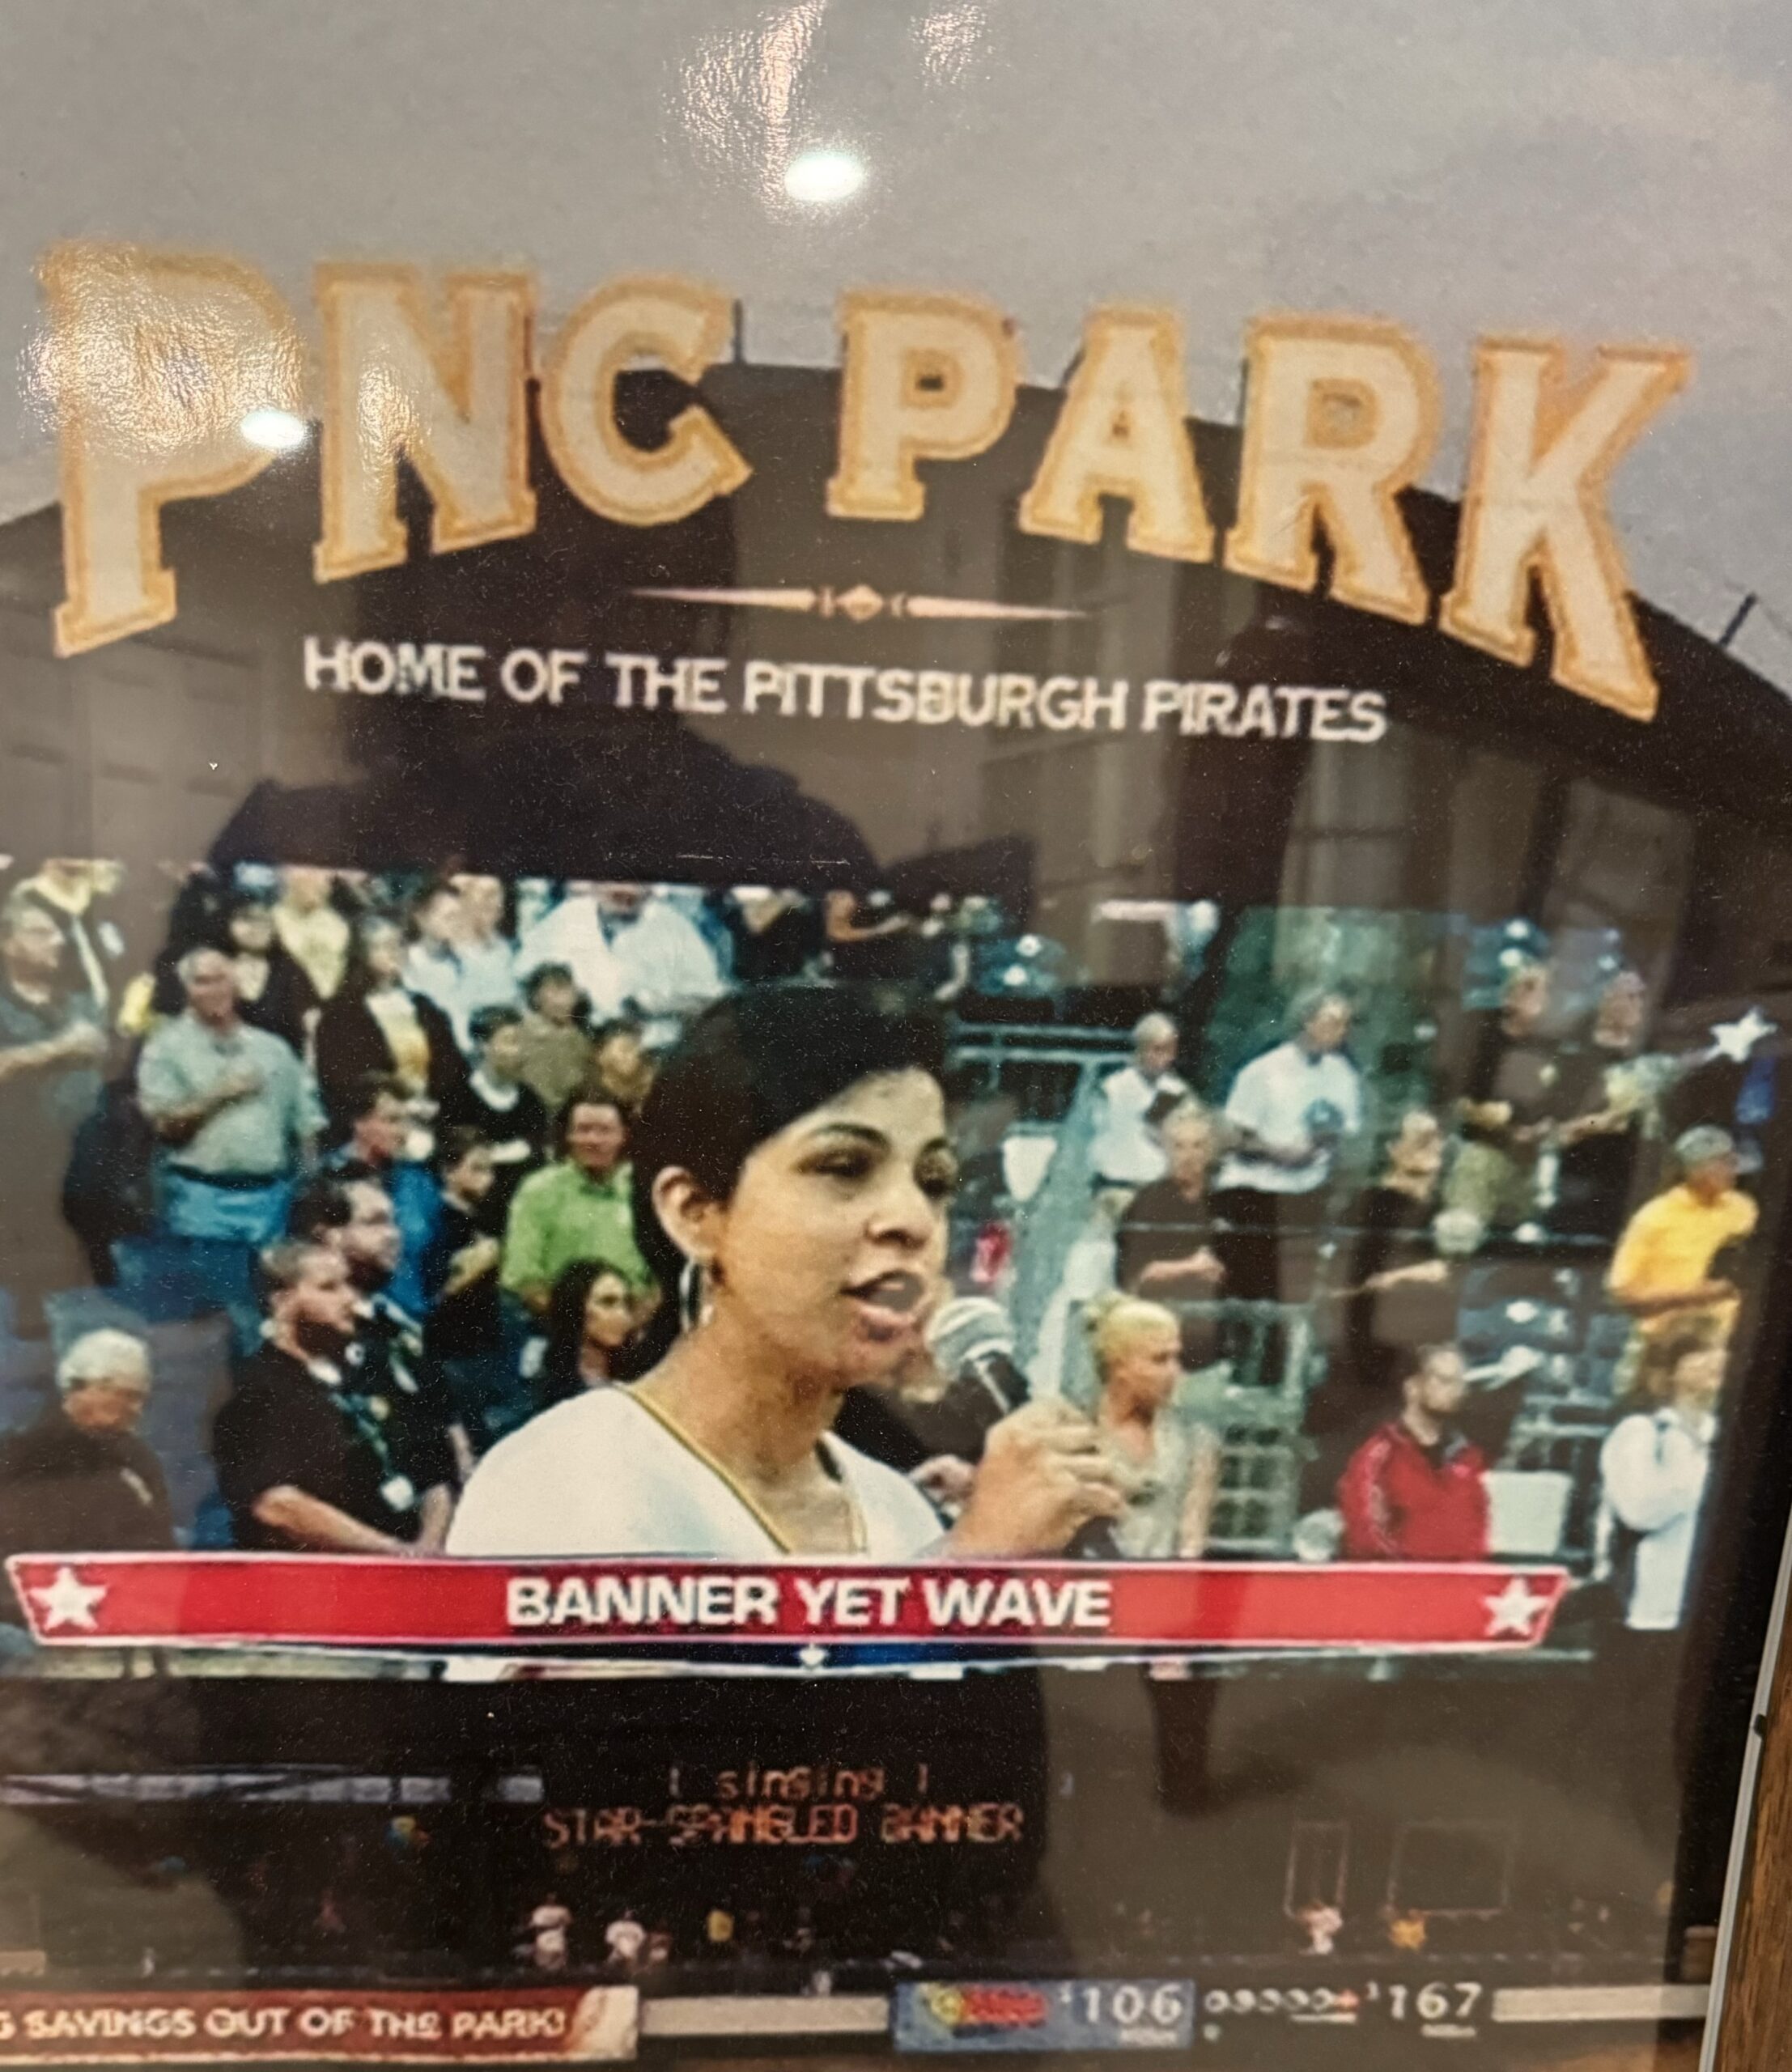 PNC PARK
HOME OF THE PITTSBURGH PIRATES
BANNER YET WAVE
singing
STAR-SPANGLED BANNER
SAVINGS OUT OF THE PARK!
$106
$167